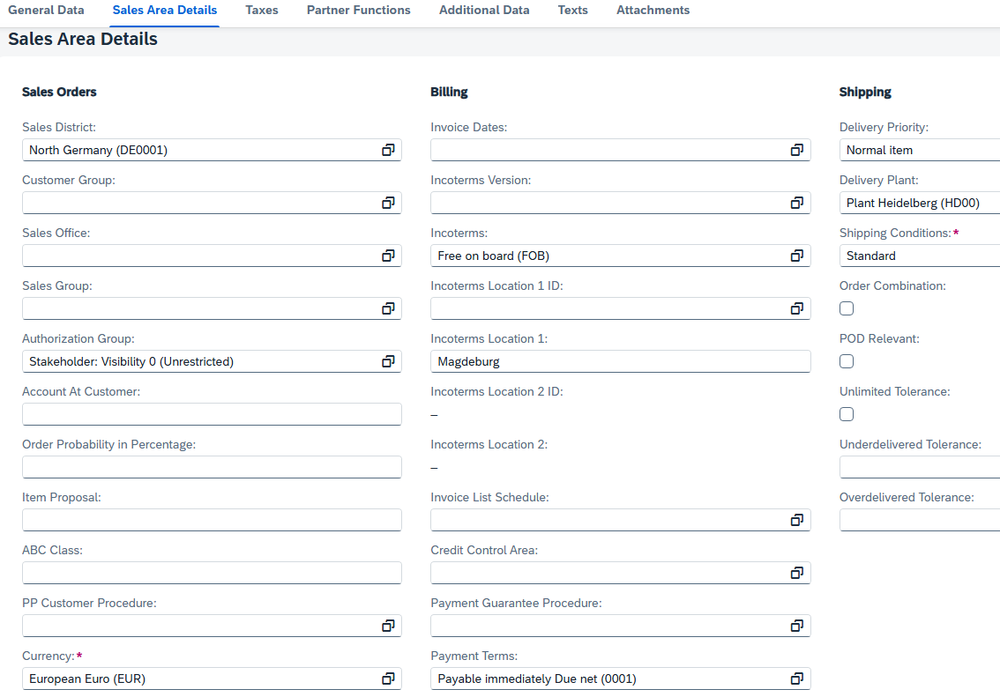 General Data Sales Area Details Taxes Partner Functions Additional Data Texts Attachments
Sales Area Details
Sales Orders
Sales District:
North Germany (DE0001)
Customer Group:
Sales Office:
Sales Group:
Authorization Group:
Stakeholder: Visibility 0 (Unrestricted)
Account At Customer:
Order Probability in Percentage:
Item Proposal:
ABC Class:
PP Customer Procedure:
Currency:*
European Euro (EUR)
Billing
Invoice Dates:
Incoterms Version:
Incoterms:
Free on board (FOB)
Incoterms Location 1 ID:
Incoterms Location 1:
Magdeburg
Incoterms Location 2 ID:
–
Incoterms Location 2:
–
Invoice List Schedule:
Credit Control Area:
Payment Guarantee Procedure:
Payment Terms:
Payable immediately Due net (0001)
Shipping
Delivery Priority:
Normal item
Delivery Plant:
Plant Heidelberg (HD00)
Shipping Conditions:*
Standard
Order Combination:
POD Relevant:
Unlimited Tolerance:
Underdelivered Tolerance:
Overdelivered Tolerance: